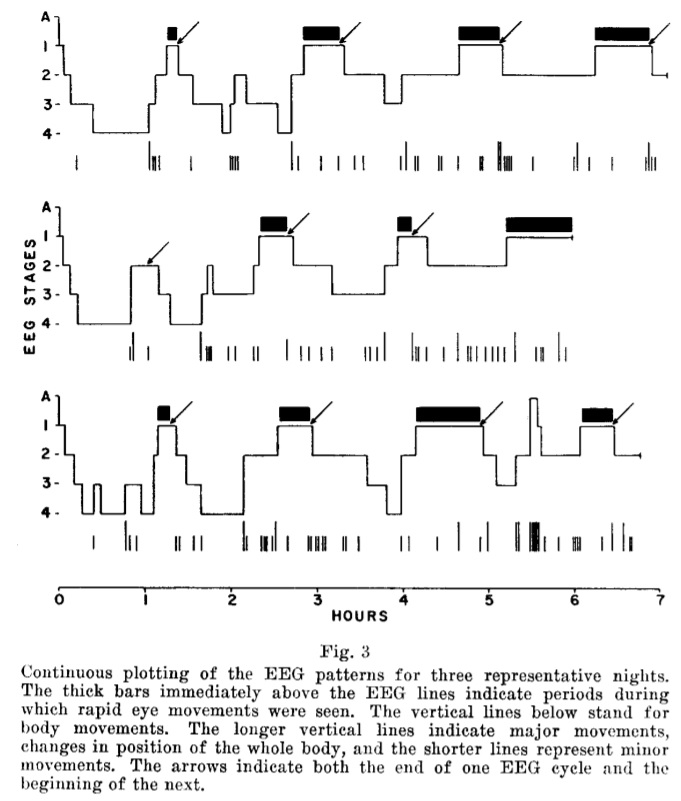 A
1
2-
3-
4-
A
1
2-
3-
4-
EEG STAGES
A
1
2-
3-
4-
0 1 2 3 4 5 6 7
HOURS
Fig. 3
Continuous plotting of the EEG patterns for three representative nights.
The thick bars immediately above the EEG lines indicate periods during
which rapid eye movements were seen. The vertical lines below stand for
body movements. The longer vertical lines indicate major movements,
changes in position of the whole body, and the shorter lines represent minor
movements. The arrows indicate both the end of one EEG cycle and the
beginning of the next.